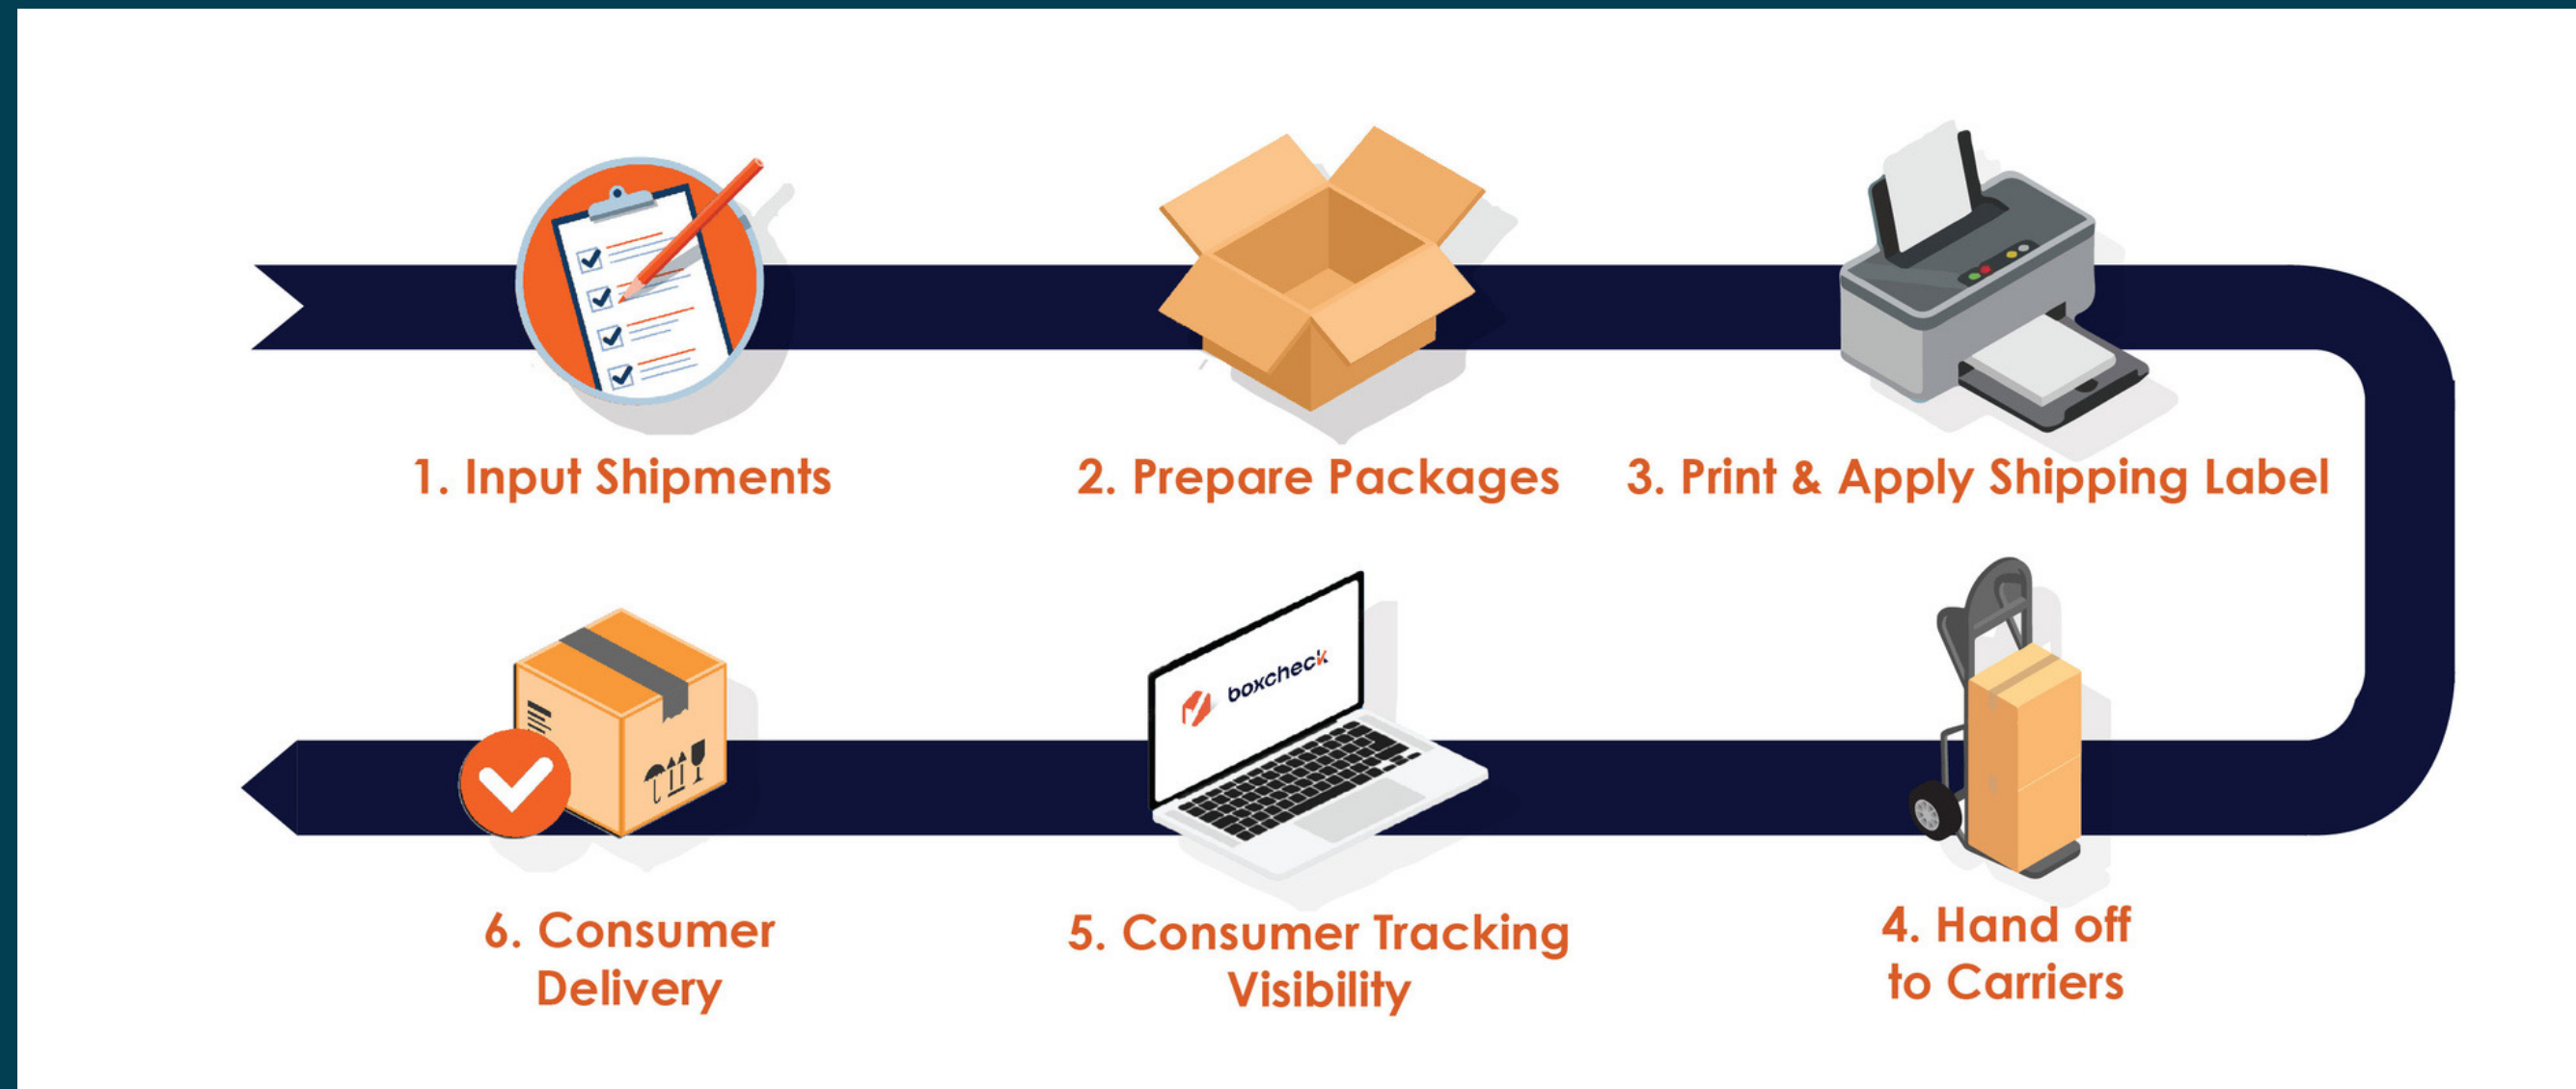 1. Input Shipments
2. Prepare Packages
3. Print & Apply Shipping Label
4. Hand off
to Carriers
boxcheck
5. Consumer Tracking
Visibility
6. Consumer
Delivery